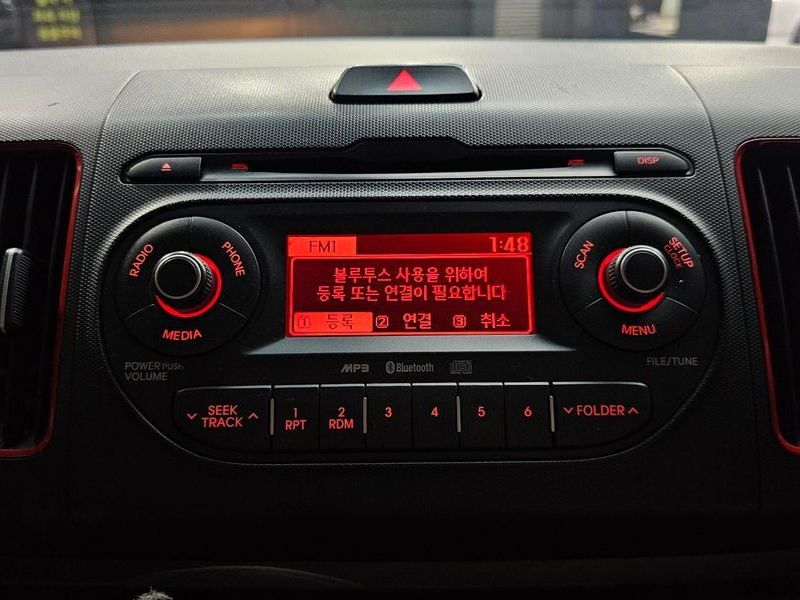 DISP
FM1 1:48
블루투스 사용을 위하여
등록 또는 연결이 필요합니다
① 등록 ② 연결 ③ 취소
RADIO
PHONE
MEDIA
SCAN
SETUP
CLOCK
MENU
POWER PUSH
VOLUME
MP3 Bluetooth
FILE/TUNE
SEEK
TRACK
1
RPT
2
RDM
3
4
5
6
FOLDER